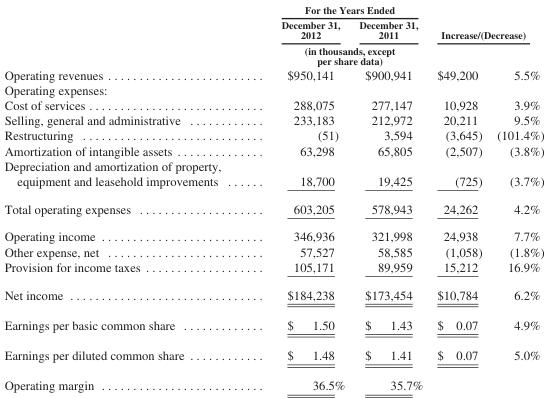 For the Years Ended
December 31, December 31,
2012 2011 Increase/(Decrease)
(in thousands, except
per share data)
Operating revenues . . . . . . . . . . . . . . . . . . . . . . . . . $950,141 $900,941 $49,200 5.5%
Operating expenses:
Cost of services . . . . . . . . . . . . . . . . . . . . . . . . . . . 288,075 277,147 10,928 3.9%
Selling, general and administrative . . . . . . . . . . . . 233,183 212,972 20,211 9.5%
Restructuring . . . . . . . . . . . . . . . . . . . . . . . . . . . . (51) 3,594 (3,645) (101.4%)
Amortization of intangible assets . . . . . . . . . . . . . . 63,298 65,805 (2,507) (3.8%)
Depreciation and amortization of property,
equipment and leasehold improvements . . . . . . 18,700 19,425 (725) (3.7%)
Total operating expenses . . . . . . . . . . . . . . . . . . . . 603,205 578,943 24,262 4.2%
Operating income . . . . . . . . . . . . . . . . . . . . . . . . . . 346,936 321,998 24,938 7.7%
Other expense, net . . . . . . . . . . . . . . . . . . . . . . . . . 57,527 58,585 (1,058) (1.8%)
Provision for income taxes . . . . . . . . . . . . . . . . . . . 105,171 89,959 15,212 16.9%
Net income . . . . . . . . . . . . . . . . . . . . . . . . . . . . . . $184,238 $173,454 $10,784 6.2%
Earnings per basic common share . . . . . . . . . . . . . $ 1.50 $ 1.43 $ 0.07 4.9%
Earnings per diluted common share . . . . . . . . . . . . $ 1.48 $ 1.41 $ 0.07 5.0%
Operating margin . . . . . . . . . . . . . . . . . . . . . . . . . . 36.5% 35.7%